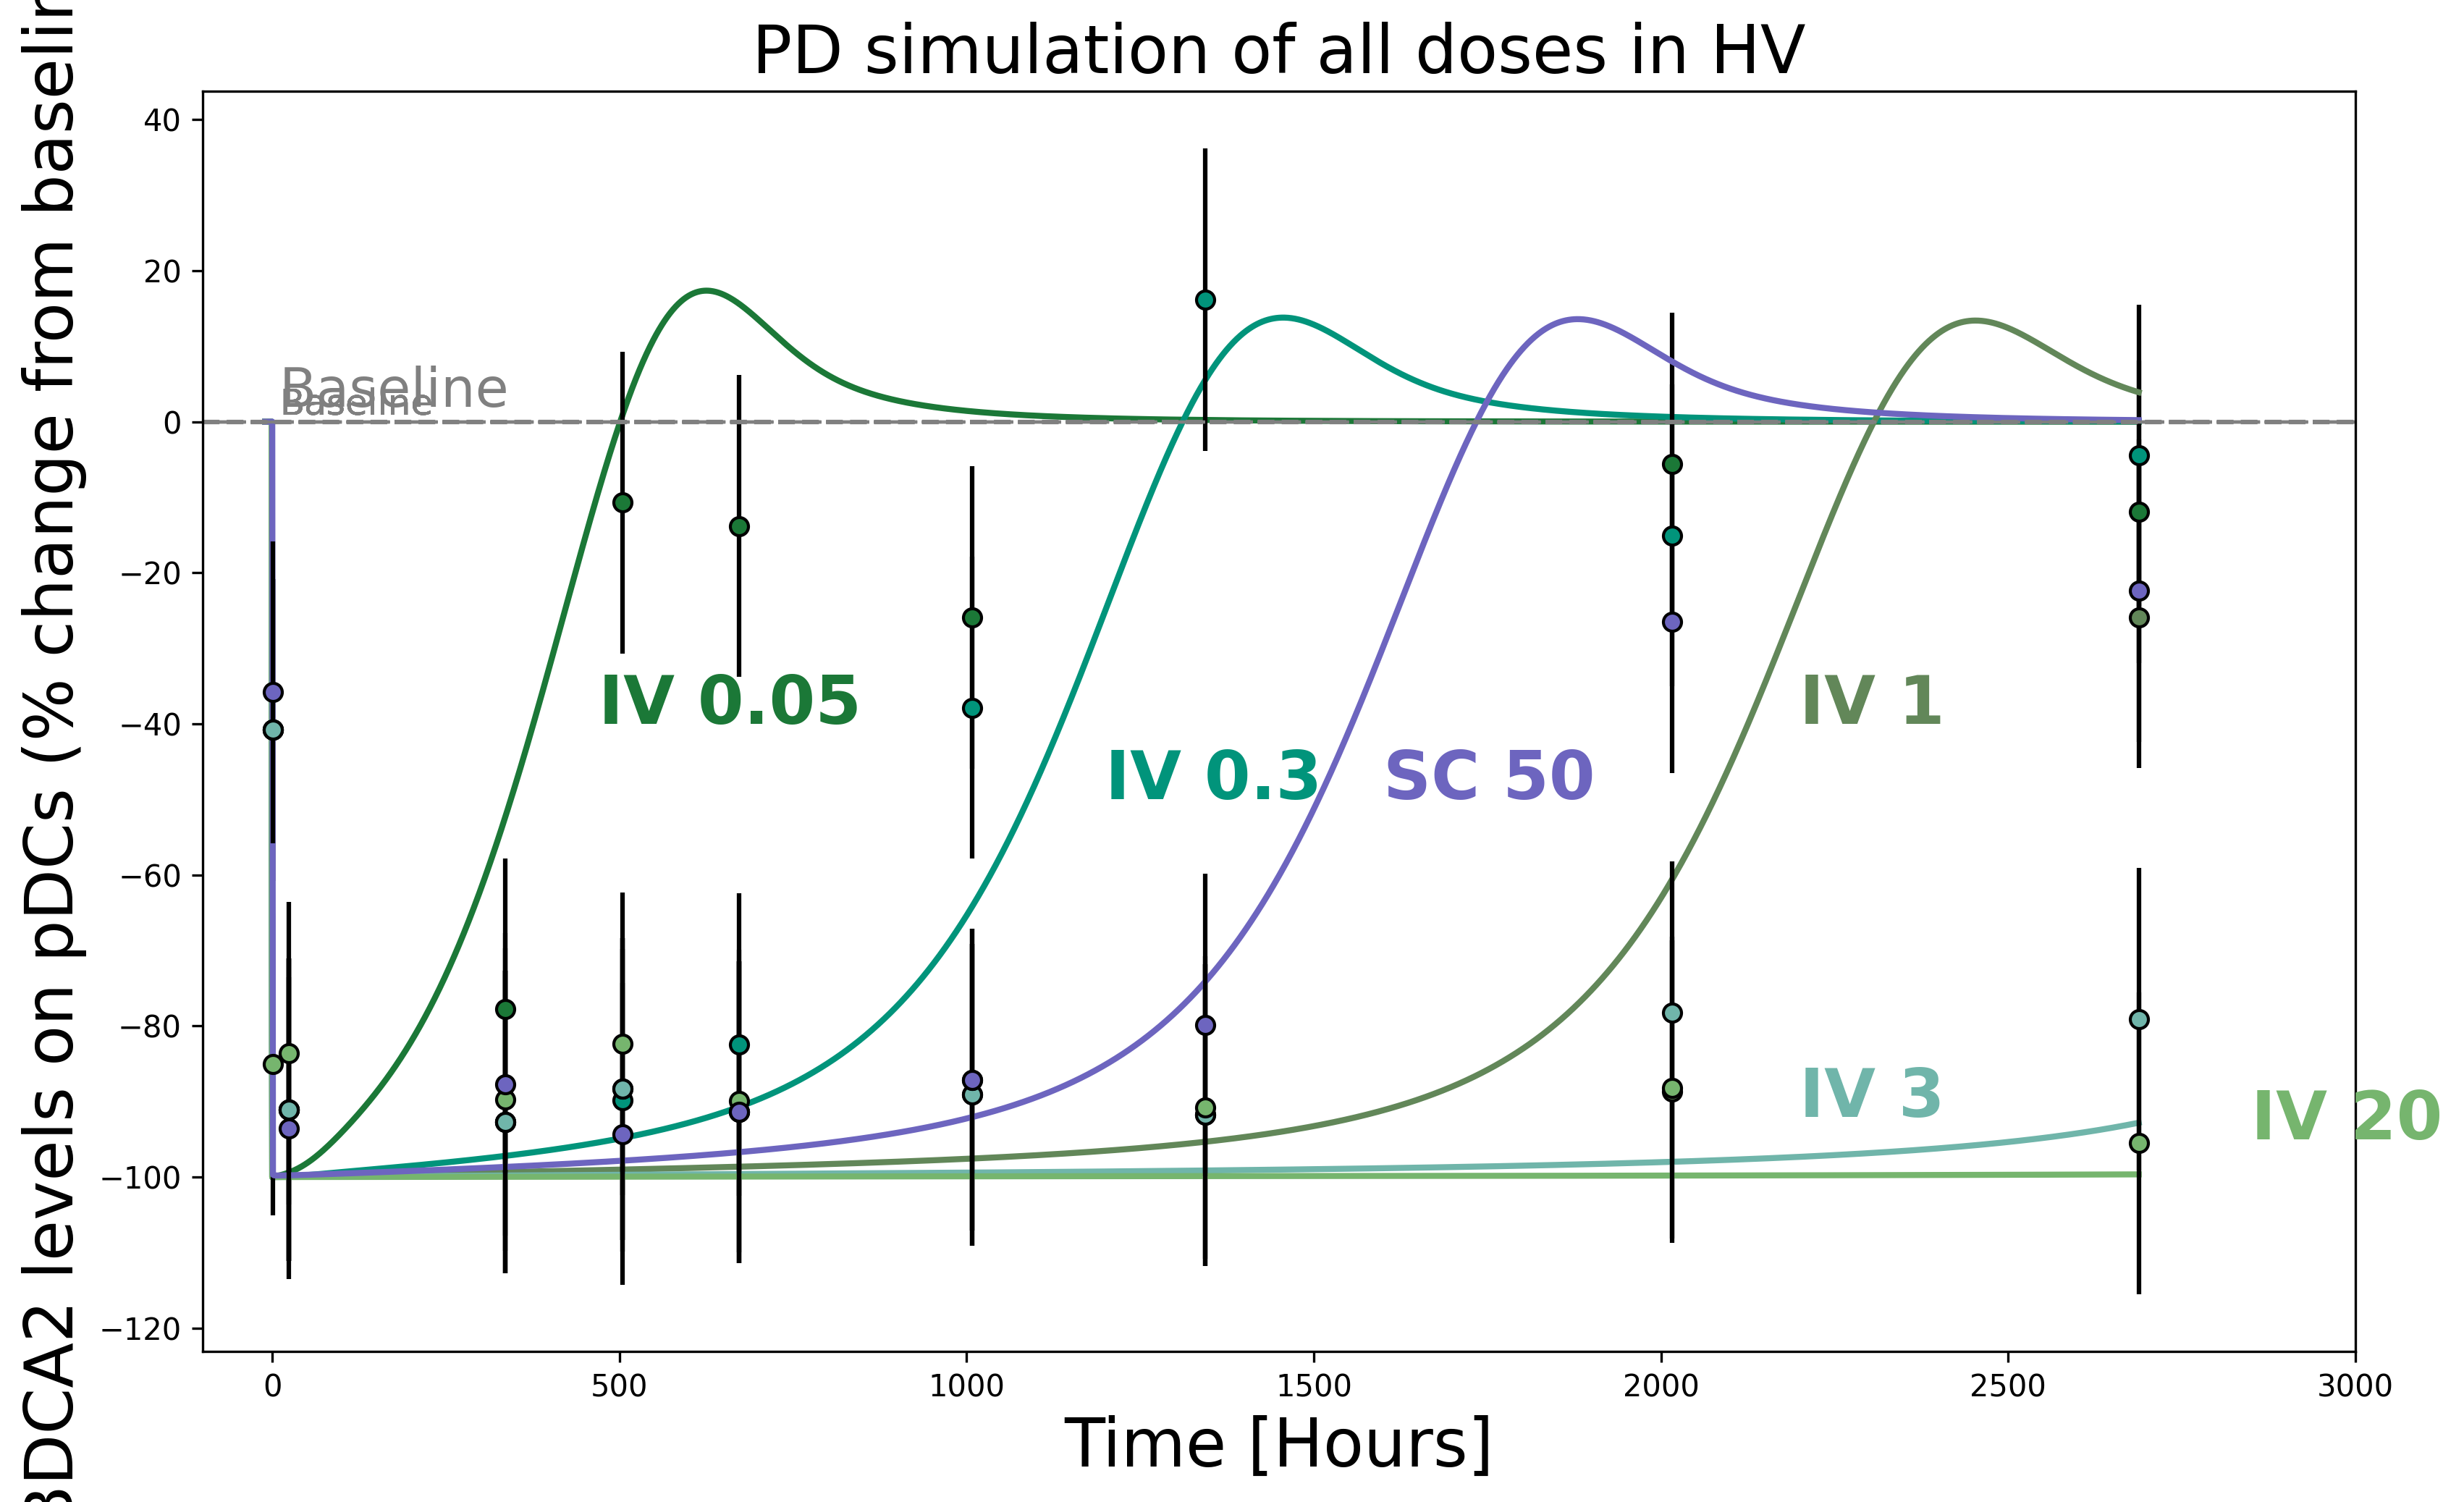 PD simulation of all doses in HV
BDCA2 levels on pDCs (% change from baselin
40
20
0
−20
−40
−60
−80
−100
−120
Baseline
Baseline
IV 0.05
IV 0.3
SC 50
IV 1
IV 3
IV 20
0
500
1000
1500
2000
2500
3000
Time [Hours]